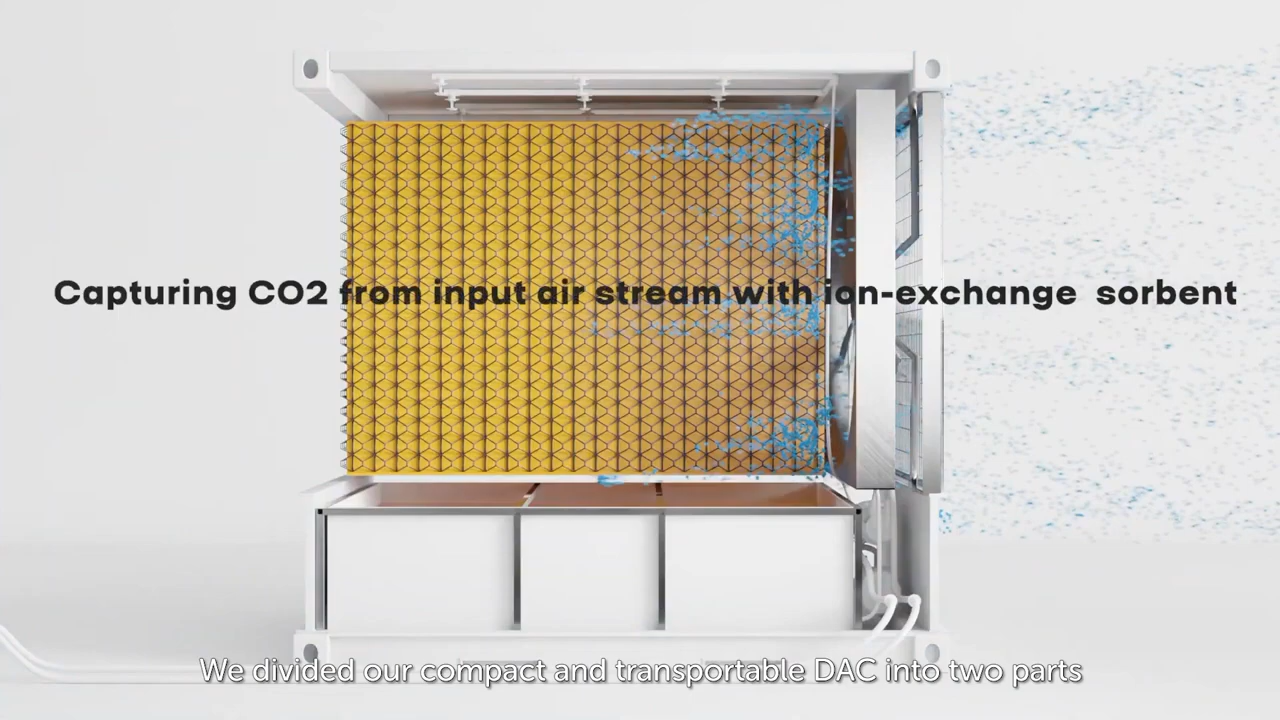 Capturing CO2 from input air stream with ion-exchange sorbent
We divided our compact and transportable DAC into two parts